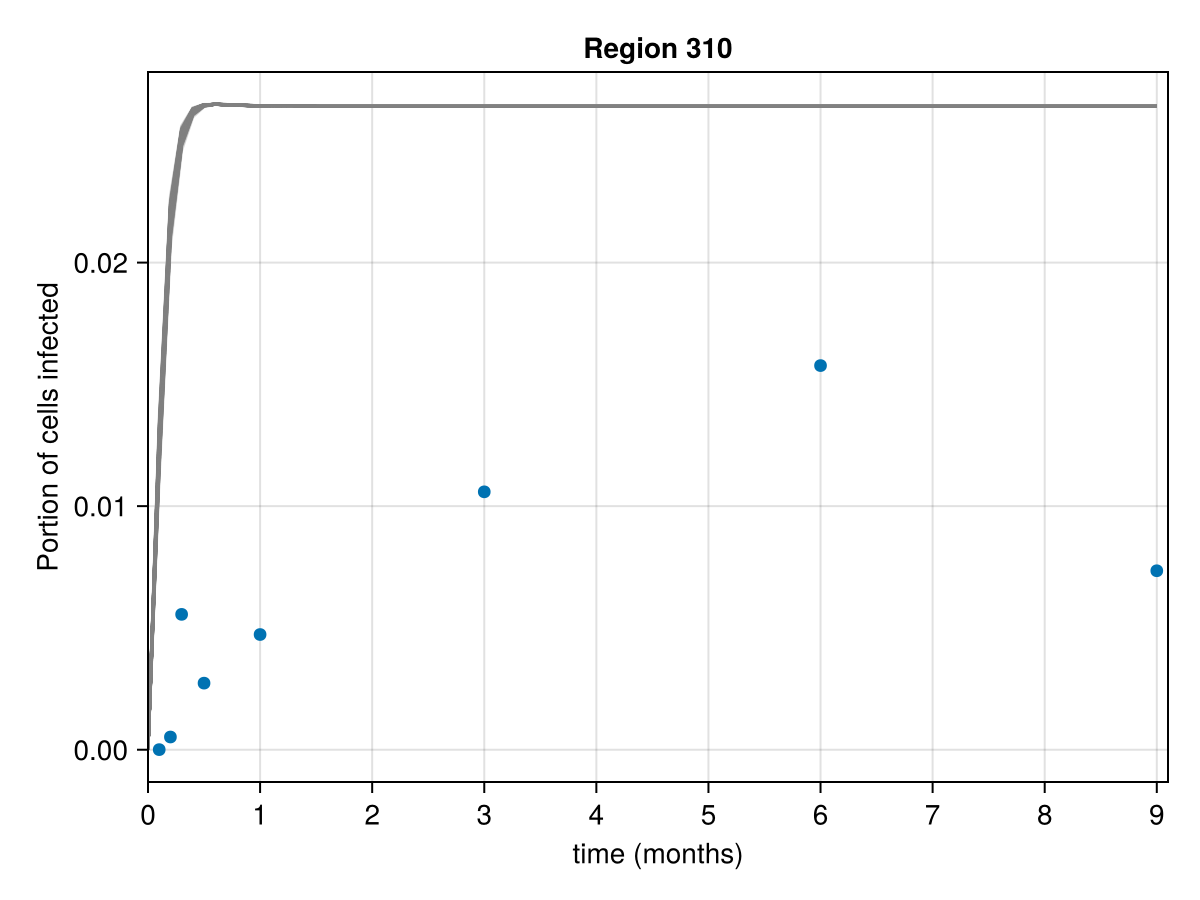 Region 310
Portion of cells infected
0.02
0.01
0.00
0 1 2 3 4 5 6 7 8 9
time (months)